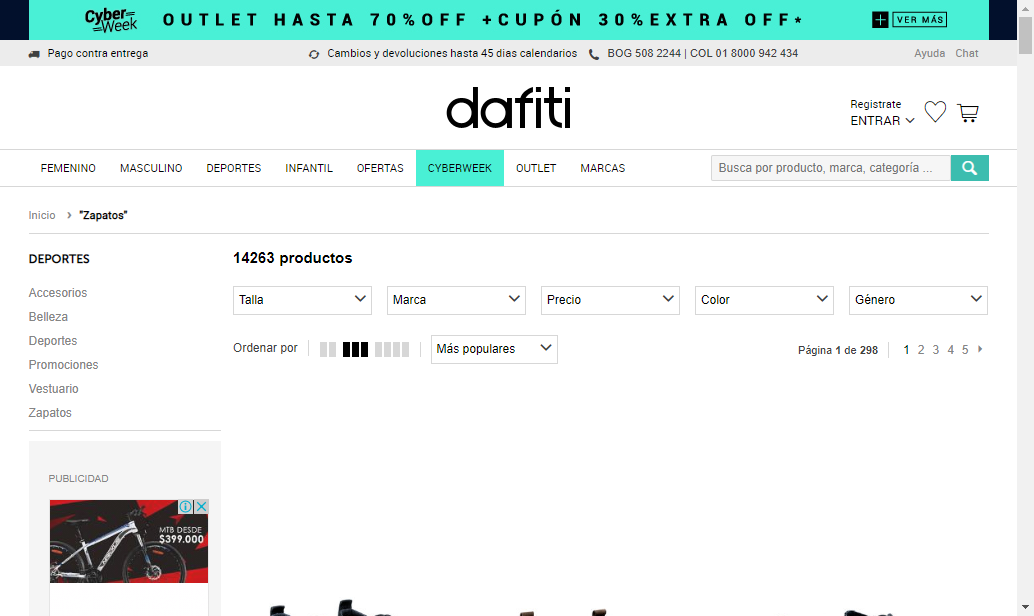 Cyber Week OUTLET HASTA 70%OFF +CUPÓN 30%EXTRA OFF* VER MÁS
Pago contra entrega Cambios y devoluciones hasta 45 dias calendarios BOG 508 2244 | COL 01 8000 942 434 Ayuda Chat
dafiti
Registrate
ENTRAR
FEMENINO MASCULINO DEPORTES INFANTIL OFERTAS CYBERWEEK OUTLET MARCAS Busca por producto, marca, categoría ...
Inicio > "Zapatos"
DEPORTES
Accesorios
Belleza
Deportes
Promociones
Vestuario
Zapatos
14263 productos
Talla Marca Precio Color Género
Ordenar por Más populares Página 1 de 298 1 2 3 4 5
PUBLICIDAD
MTB DESDE
$399.000